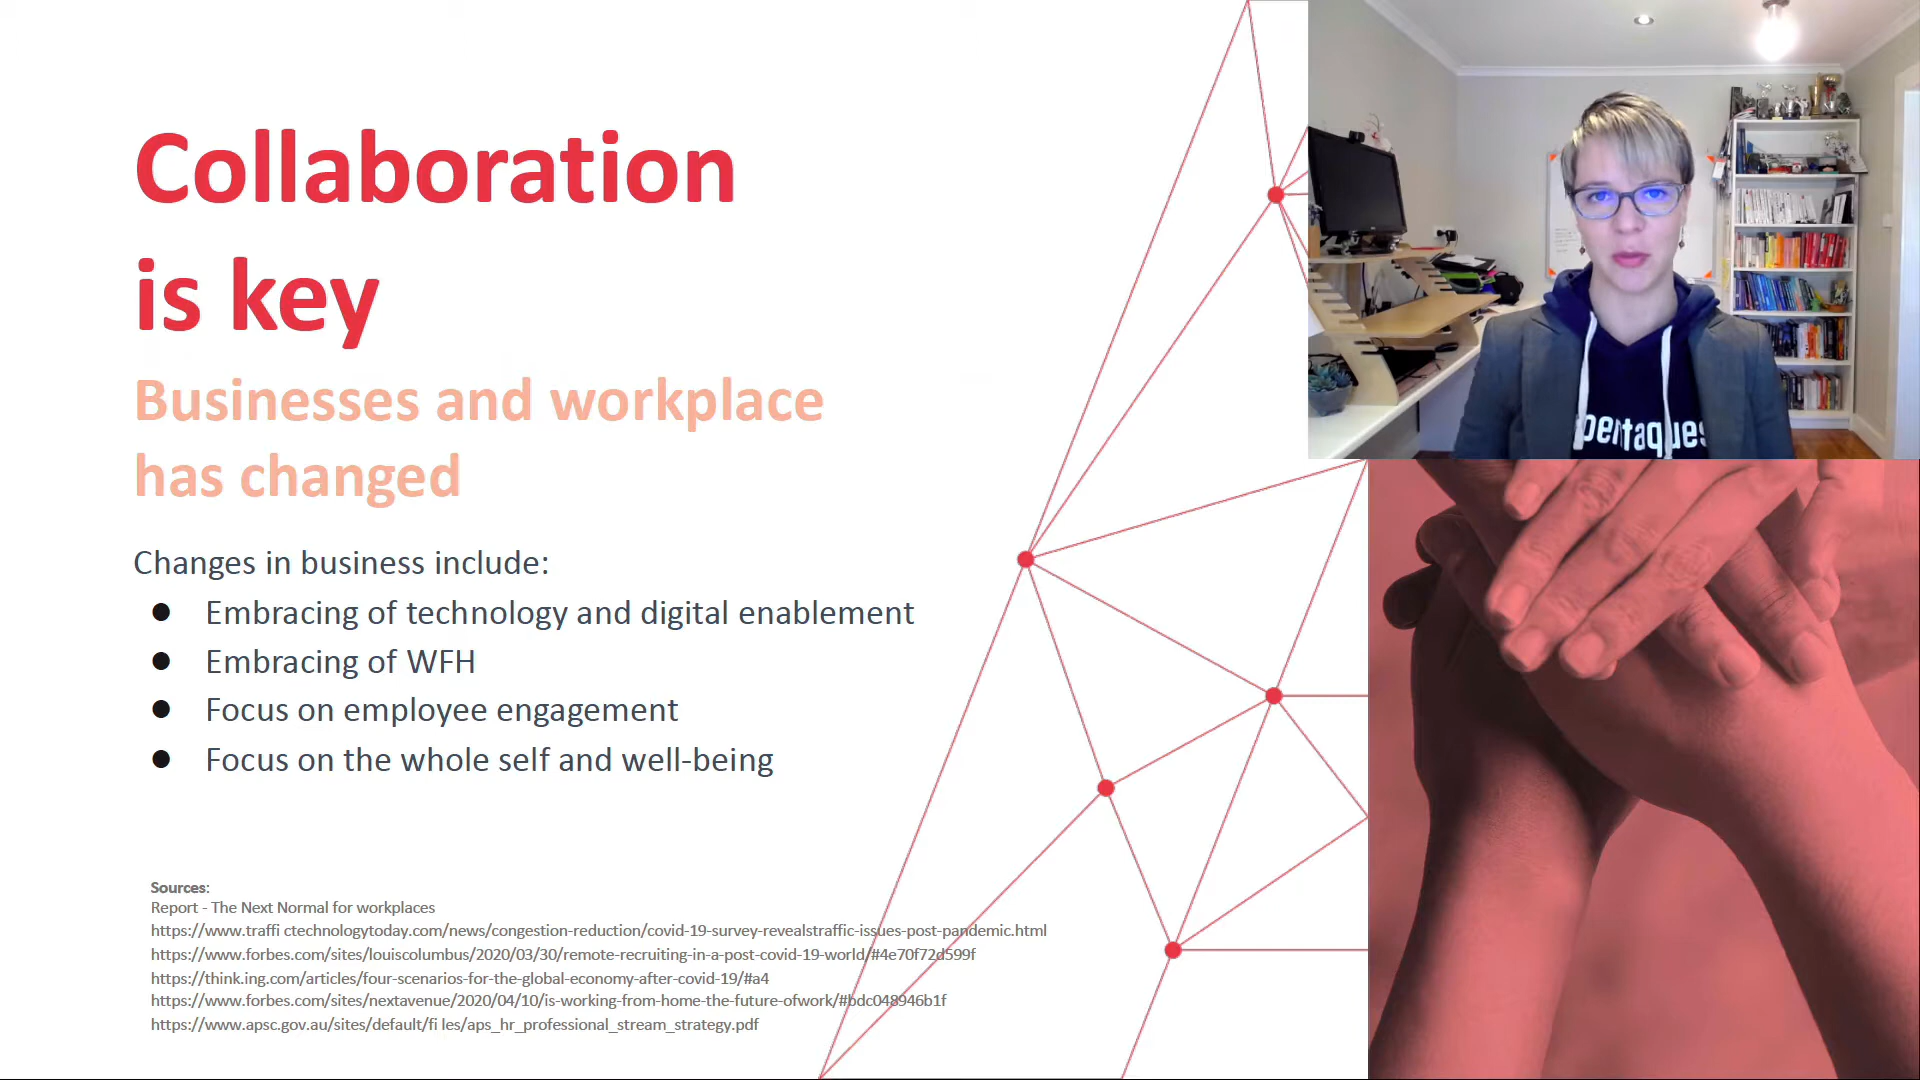 Collaboration
is key
Businesses and workplace
has changed
Changes in business include:
● Embracing of technology and digital enablement
● Embracing of WFH
● Focus on employee engagement
● Focus on the whole self and well-being
Sources:
Report - The Next Normal for workplaces
https://www.traffi ctechnologytoday.com/news/congestion-reduction/covid-19-survey-revealstraffic-issues-post-pandemic.html
https://www.forbes.com/sites/louiscolumbus/2020/03/30/remote-recruiting-in-a-post-covid-19-world/#4e70f72d599f
https://think.ing.com/articles/four-scenarios-for-the-global-economy-after-covid-19/#a4
https://www.forbes.com/sites/nextavenue/2020/04/10/is-working-from-home-the-future-ofwork/#bdc048946b1f
https://www.apsc.gov.au/sites/default/fi les/aps_hr_professional_stream_strategy.pdf
pentaques